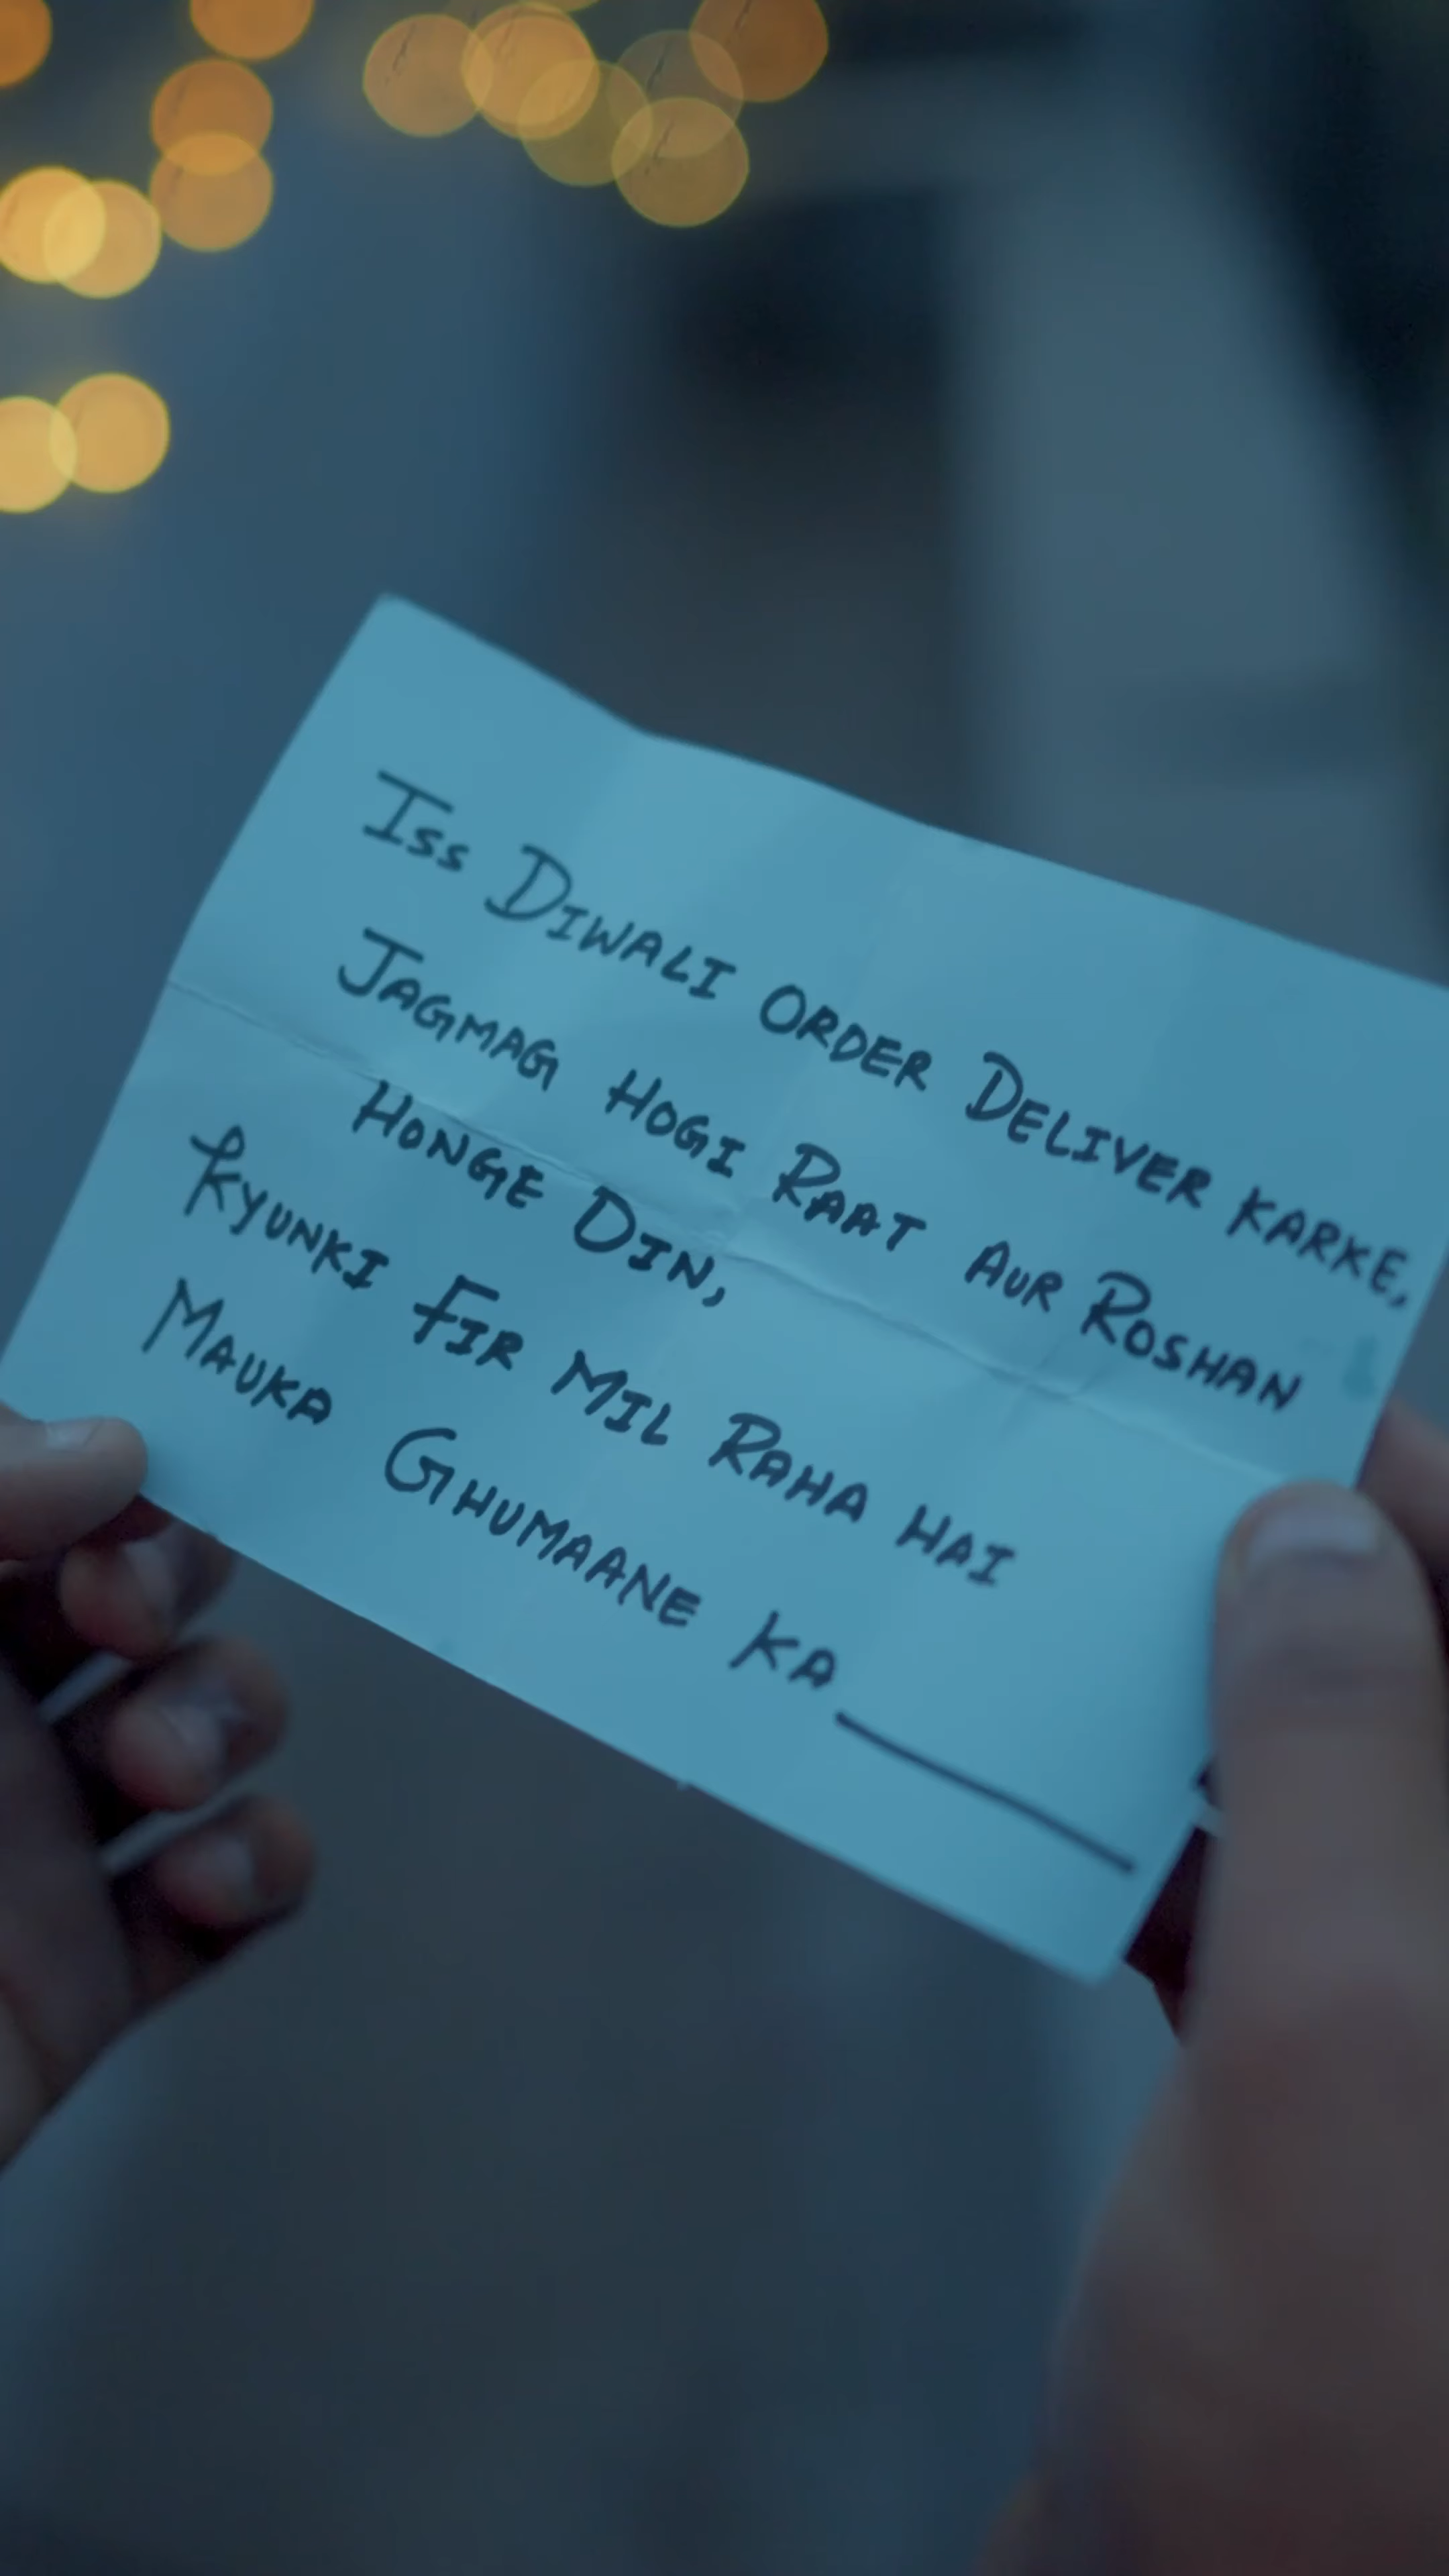 Iss DIWALI ORDER DELIVER KARKE,
JAGMAG HOGI RAAT AUR ROSHAN
HONGE DIN,
KYUNKI FIR MIL RAHA HAI
MAUKA GHUMAANE KA ______